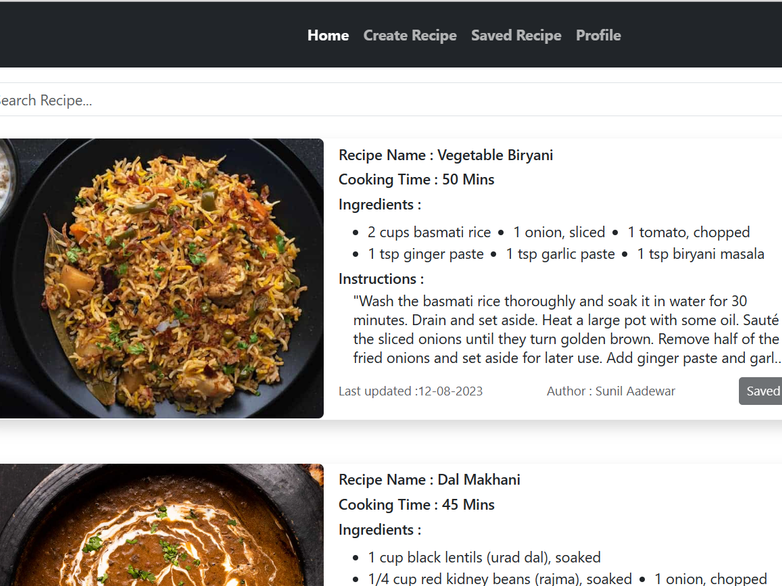 Home Create Recipe Saved Recipe Profile
earch Recipe...
Recipe Name : Vegetable Biryani
Cooking Time : 50 Mins
Ingredients :
• 2 cups basmati rice • 1 onion, sliced • 1 tomato, chopped
• 1 tsp ginger paste • 1 tsp garlic paste • 1 tsp biryani masala
Instructions :
"Wash the basmati rice thoroughly and soak it in water for 30
minutes. Drain and set aside. Heat a large pot with some oil. Sauté
the sliced onions until they turn golden brown. Remove half of the
fried onions and set aside for later use. Add ginger paste and garl...
Last updated :12-08-2023 Author : Sunil Aadewar Saved
Recipe Name : Dal Makhani
Cooking Time : 45 Mins
Ingredients :
• 1 cup black lentils (urad dal), soaked
• 1/4 cup red kidney beans (rajma), soaked • 1 onion, chopped